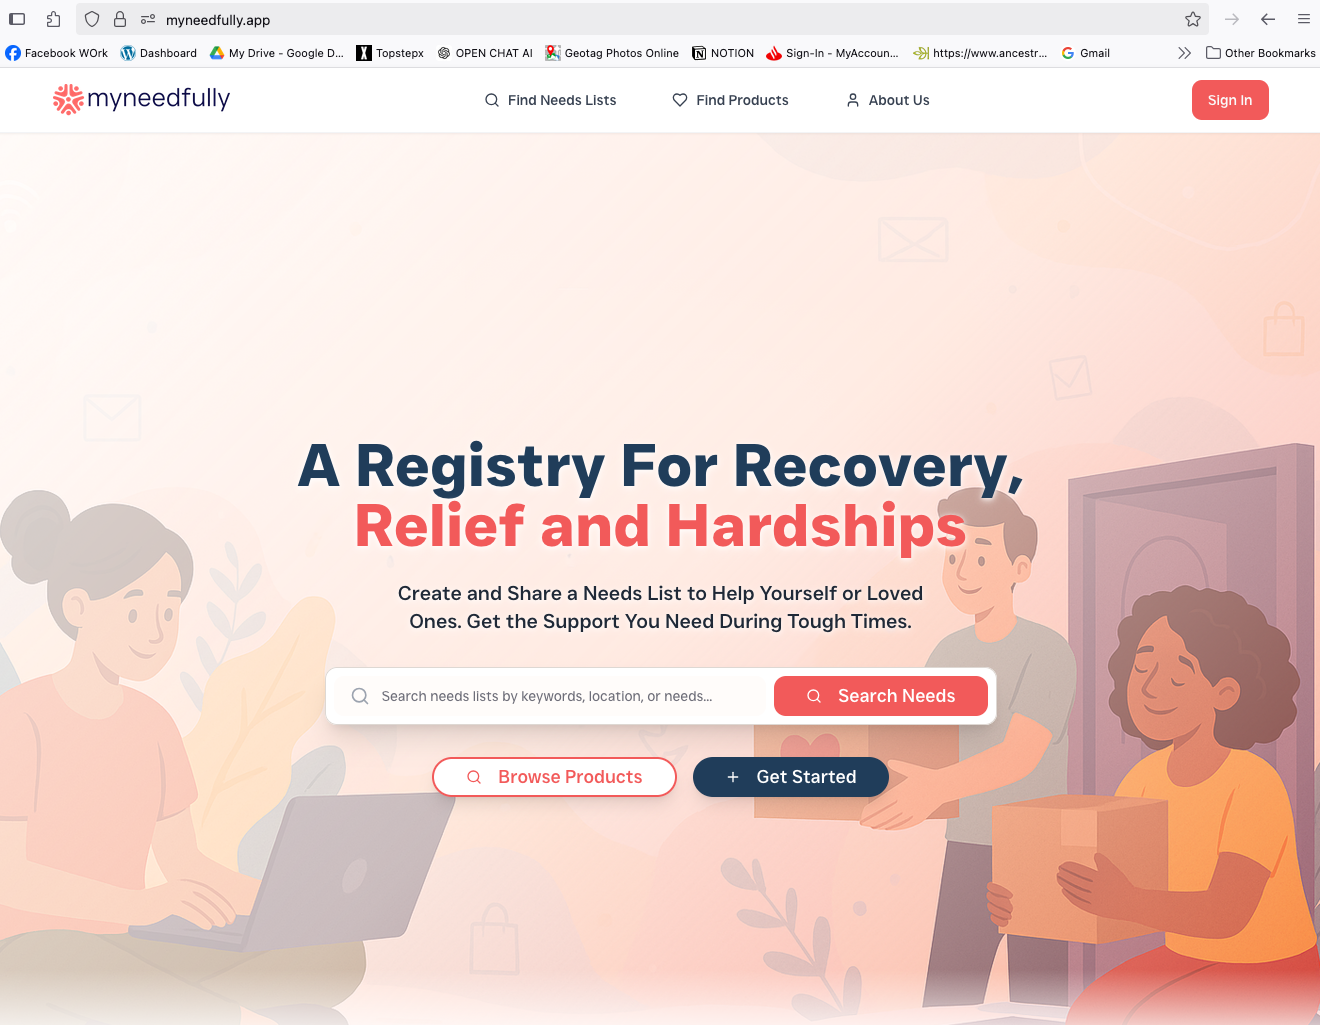 myneedfully.app
Facebook WOrk
Dashboard
My Drive – Google D...
Topstepx
OPEN CHAT AI
Geotag Photos Online
NOTION
Sign-In - MyAccoun...
https://www.ancestr...
Gmail
Other Bookmarks
myneedfully
Find Needs Lists
Find Products
About Us
Sign In
A Registry For Recovery,
Relief and Hardships
Create and Share a Needs List to Help Yourself or Loved
Ones. Get the Support You Need During Tough Times.
Search needs lists by keywords, location, or needs...
Search Needs
Browse Products
Get Started